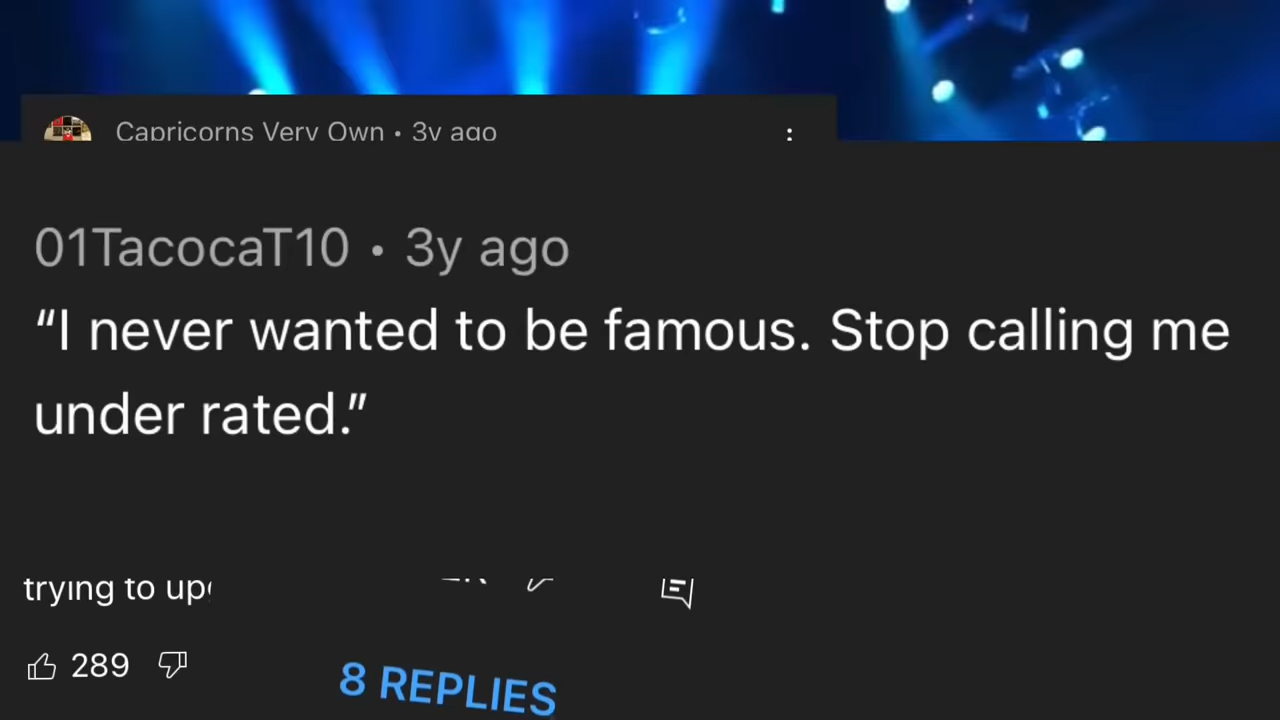 Capricorns Very Own • 3y ago
01TacocaT10 • 3y ago
“I never wanted to be famous. Stop calling me
under rated.”
trying to
289
8 REPLIES